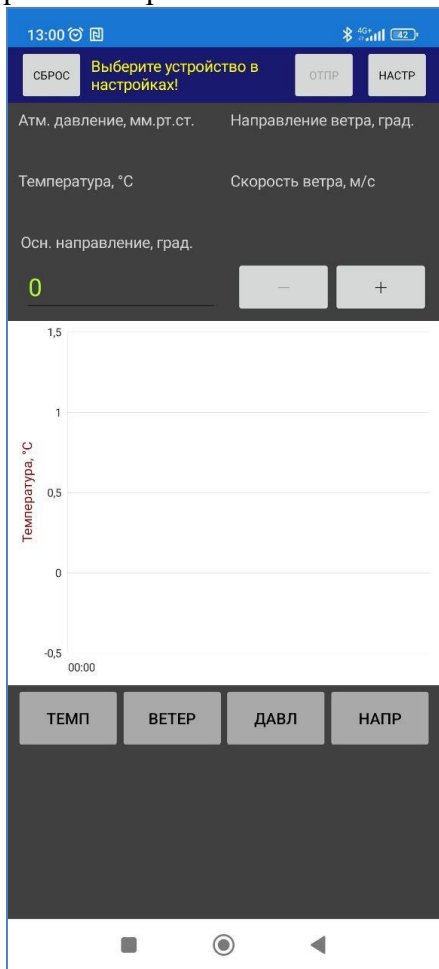 13:00
4G+
42
СБРОС
Выберите устройство в
настройках!
ОТПР
НАСТР
Атм. давление, мм.рт.ст.
Направление ветра, град.
Температура, °С
Скорость ветра, м/с
Осн. направление, град.
0
−
+
1,5
1
0,5
0
-0,5
Температура, °С
00:00
ТЕМП
ВЕТЕР
ДАВЛ
НАПР